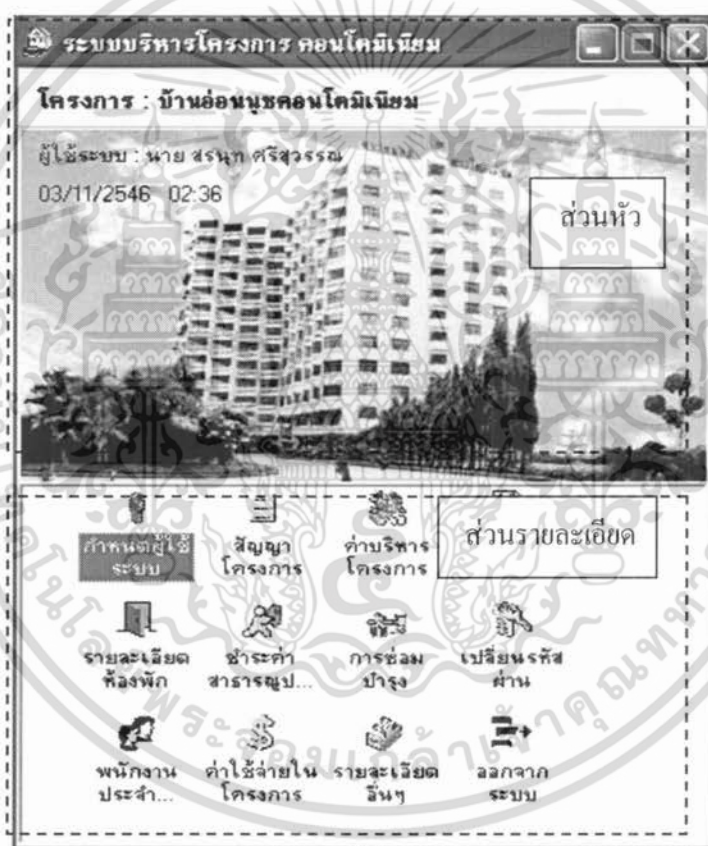 ระบบบริหารโครงการ คอนโดมิเนียม
โครงการ : บ้านอ่อนนุชคอนโดมิเนียม
ผู้ใช้ระบบ : นาย สรนุท ศรีสุวรรณ
03/11/2546 02:36
ส่วนหัว
ส่วนรายละเอียด
กำหนดผู้ใช้
ระบบ
สัญญา
โครงการ
ค่าบริหาร
โครงการ
รายละเอียด
ห้องพัก
ชำระค่า
สาธารณูป...
การซ่อม
บำรุง
เปลี่ยนรหัส
ผ่าน
พนักงาน
ประจำ...
ค่าใช้จ่ายใน
โครงการ
รายละเอียด
อื่นๆ
ออกจาก
ระบบ